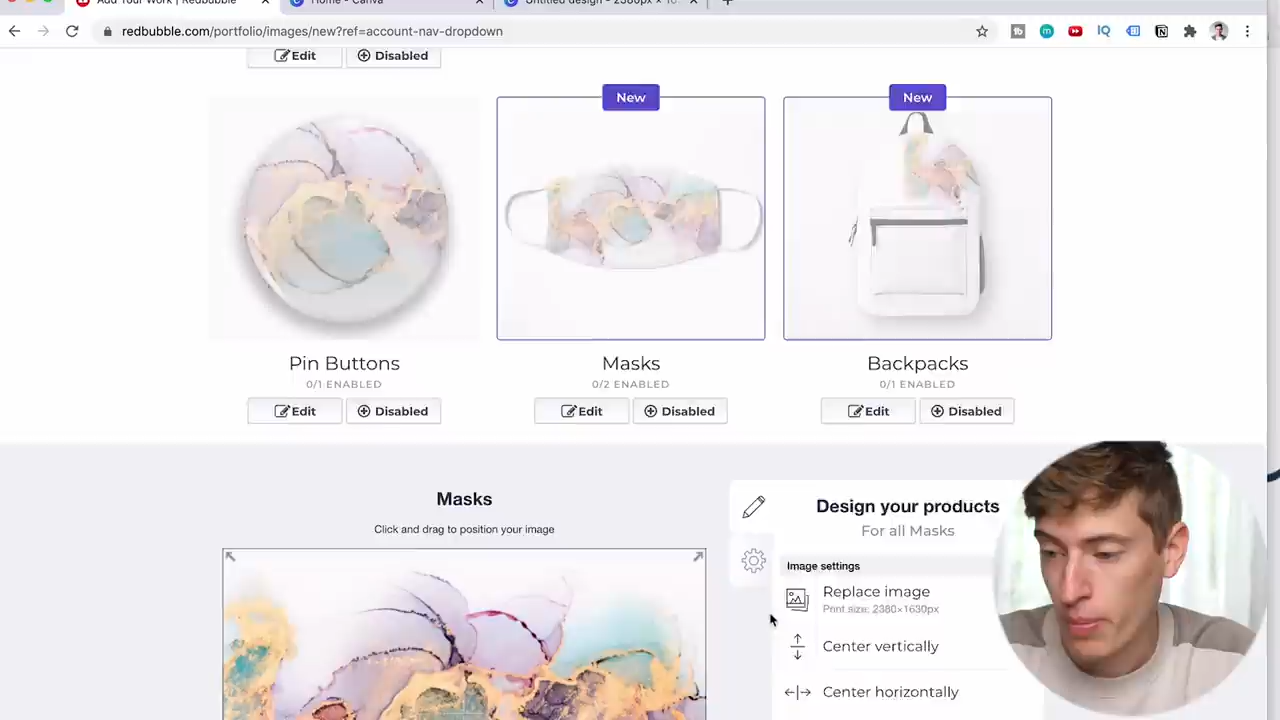 Add Your Work | Redbubble
Home - Canva
Untitled design - 2380px ×
redbubble.com/portfolio/images/new?ref=account-nav-dropdown
Edit Disabled
New New
Pin Buttons Masks Backpacks
0/1 ENABLED 0/2 ENABLED 0/1 ENABLED
Edit Disabled Edit Disabled Edit Disabled
Masks
Click and drag to position your image
Design your products
For all Masks
Image settings
Replace image
Print size: 2380×1630px
Center vertically
Center horizontally